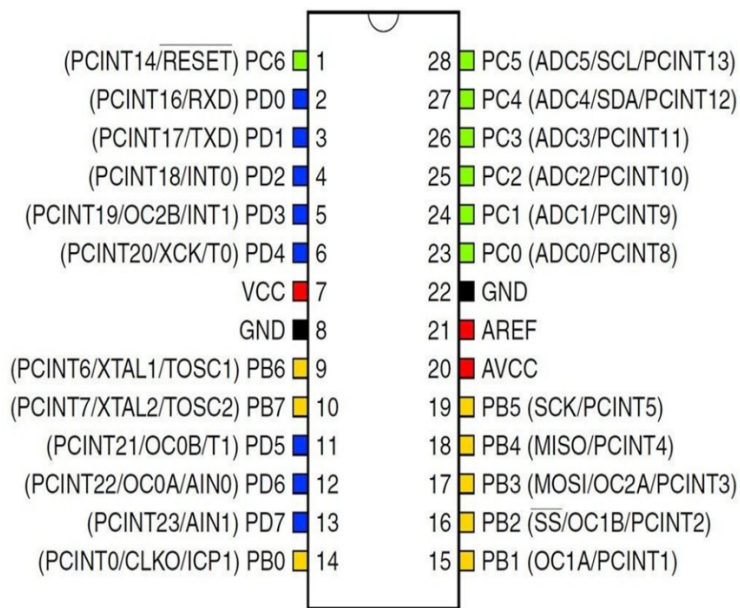 (PCINT14/RESET) PC6 1 28 PC5 (ADC5/SCL/PCINT13)
(PCINT16/RXD) PD0 2 27 PC4 (ADC4/SDA/PCINT12)
(PCINT17/TXD) PD1 3 26 PC3 (ADC3/PCINT11)
(PCINT18/INT0) PD2 4 25 PC2 (ADC2/PCINT10)
(PCINT19/OC2B/INT1) PD3 5 24 PC1 (ADC1/PCINT9)
(PCINT20/XCK/T0) PD4 6 23 PC0 (ADC0/PCINT8)
VCC 7 22 GND
GND 8 21 AREF
(PCINT6/XTAL1/TOSC1) PB6 9 20 AVCC
(PCINT7/XTAL2/TOSC2) PB7 10 19 PB5 (SCK/PCINT5)
(PCINT21/OC0B/T1) PD5 11 18 PB4 (MISO/PCINT4)
(PCINT22/OC0A/AIN0) PD6 12 17 PB3 (MOSI/OC2A/PCINT3)
(PCINT23/AIN1) PD7 13 16 PB2 (SS/OC1B/PCINT2)
(PCINT0/CLKO/ICP1) PB0 14 15 PB1 (OC1A/PCINT1)